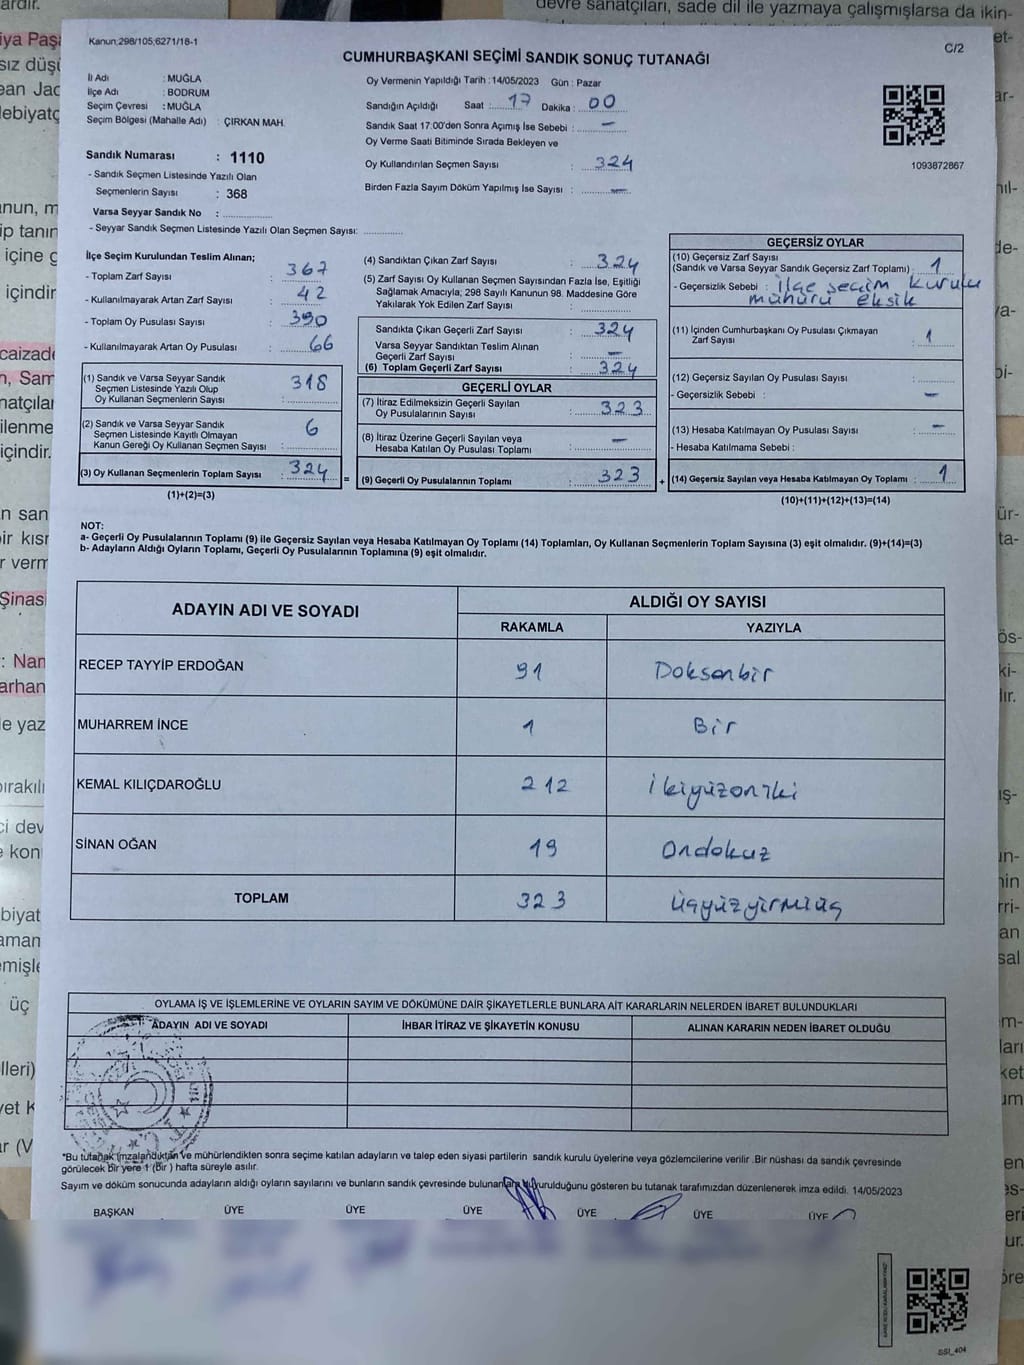 Kanun;298/105;6271/18-1
C/2
CUMHURBAŞKANI SEÇİMİ SANDIK SONUÇ TUTANAĞI
İl Adı : MUĞLA
İlçe Adı : BODRUM
Seçim Çevresi : MUĞLA
Seçim Bölgesi (Mahalle Adı) : ÇIRKAN MAH.
Sandık Numarası : 1110
- Sandık Seçmen Listesinde Yazılı Olan
Seçmenlerin Sayısı : 368
Varsa Seyyar Sandık No :
- Seyyar Sandık Seçmen Listesinde Yazılı Olan Seçmen Sayısı:
Oy Vermenin Yapıldığı Tarih :14/05/2023 Gün : Pazar
Sandığın Açıldığı Saat : 17 Dakika : 00
Sandık Saat 17:00'den Sonra Açımış İse Sebebi : —
Oy Verme Saati Bitiminde Sırada Bekleyen ve
Oy Kullandırılan Seçmen Sayısı : 324
Birden Fazla Sayım Döküm Yapılmış İse Sayısı : —
1093872867
İlçe Seçim Kurulundan Teslim Alınan;
- Toplam Zarf Sayısı : 367
- Kullanılmayarak Artan Zarf Sayısı : 42
- Toplam Oy Pusulası Sayısı : 390
- Kullanılmayarak Artan Oy Pusulası : 66
(1) Sandık ve Varsa Seyyar Sandık
Seçmen Listesinde Yazılı Olup
Oy Kullanan Seçmenlerin Sayısı : 318
(2) Sandık ve Varsa Seyyar Sandık
Seçmen Listesinde Kayıtlı Olmayan
Kanun Gereği Oy Kullanan Seçmen Sayısı : 6
(3) Oy Kullanan Seçmenlerin Toplam Sayısı : 324
(1)+(2)=(3)
(4) Sandıktan Çıkan Zarf Sayısı : 324
(5) Zarf Sayısı Oy Kullanan Seçmen Sayısından Fazla İse, Eşitliği
Sağlamak Amacıyla; 298 Sayılı Kanunun 98. Maddesine Göre
Yakılarak Yok Edilen Zarf Sayısı :
Sandıkta Çıkan Geçerli Zarf Sayısı : 324
Varsa Seyyar Sandıktan Teslim Alınan
Geçerli Zarf Sayısı : —
(6) Toplam Geçerli Zarf Sayısı : 324
GEÇERLİ OYLAR
(7) İtiraz Edilmeksizin Geçerli Sayılan
Oy Pusulalarının Sayısı : 323
(8) İtiraz Üzerine Geçerli Sayılan veya
Hesaba Katılan Oy Pusulası Toplamı : —
= (9) Geçerli Oy Pusulalarının Toplamı : 323
GEÇERSİZ OYLAR
(10) Geçersiz Zarf Sayısı
(Sandık ve Varsa Seyyar Sandık Geçersiz Zarf Toplamı) : 1
- Geçersizlik Sebebi : İlçe seçim kurulu
mühürü eksik
(11) İçinden Cumhurbaşkanı Oy Pusulası Çıkmayan
Zarf Sayısı : 1
(12) Geçersiz Sayılan Oy Pusulası Sayısı :
- Geçersizlik Sebebi : —
(13) Hesaba Katılmayan Oy Pusulası Sayısı : —
- Hesaba Katılmama Sebebi :
+ (14) Geçersiz Sayılan veya Hesaba Katılmayan Oy Toplamı : 1
(10)+(11)+(12)+(13)=(14)
NOT:
a- Geçerli Oy Pusulalarının Toplamı (9) ile Geçersiz Sayılan veya Hesaba Katılmayan Oy Toplamı (14) Toplamları, Oy Kullanan Seçmenlerin Toplam Sayısına (3) eşit olmalıdır. (9)+(14)=(3)
b- Adayların Aldığı Oyların Toplamı, Geçerli Oy Pusulalarının Toplamına (9) eşit olmalıdır.
ADAYIN ADI VE SOYADI
ALDIĞI OY SAYISI
RAKAMLA YAZIYLA
RECEP TAYYİP ERDOĞAN 91 Doksanbir
MUHARREM İNCE 1 Bir
KEMAL KILIÇDAROĞLU 212 İkiyüzoniki
SİNAN OĞAN 19 Ondokuz
TOPLAM 323 Üçyüzyirmiüç
OYLAMA İŞ VE İŞLEMLERİNE VE OYLARIN SAYIM VE DÖKÜMÜNE DAİR ŞİKAYETLERLE BUNLARA AİT KARARLARIN NELERDEN İBARET BULUNDUKLARI
ADAYIN ADI VE SOYADI İHBAR İTİRAZ VE ŞİKAYETİN KONUSU ALINAN KARARIN NEDEN İBARET OLDUĞU
*Bu tutanak imzalandıktan ve mühürlendikten sonra seçime katılan adayların ve talep eden siyasi partilerin sandık kurulu üyelerine veya gözlemcilerine verilir .Bir nüshası da sandık çevresinde
görülecek bir yere 1 (bir ) hafta süreyle asılır.
Sayım ve döküm sonucunda adayların aldığı oyların sayılarını ve bunların sandık çevresinde bulunanlara duyurulduğunu gösteren bu tutanak tarafımızdan düzenlenerek imza edildi. 14/05/2023
BAŞKAN ÜYE ÜYE ÜYE ÜYE ÜYE ÜYE
SSI_404
devre sanatçıları, sade dil ile yazmaya çalışmışlarsa da ikin-